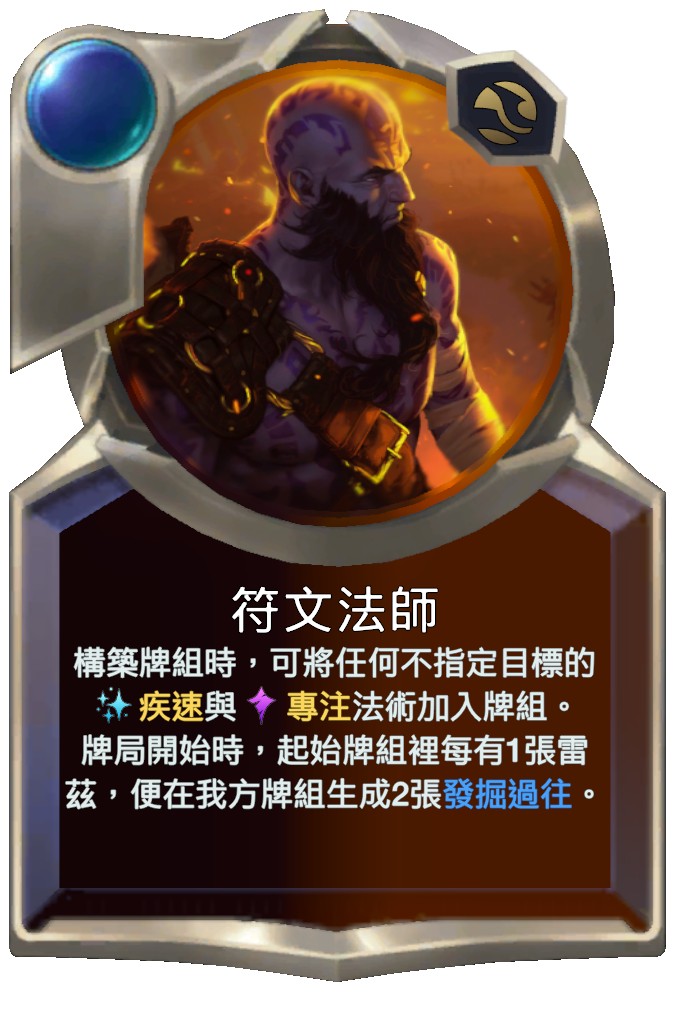 符文法師
構築牌組時，可將任何不指定目標的
疾速與專注法術加入牌組。
牌局開始時，起始牌組裡每有1張雷
茲，便在我方牌組生成2張發掘過往。